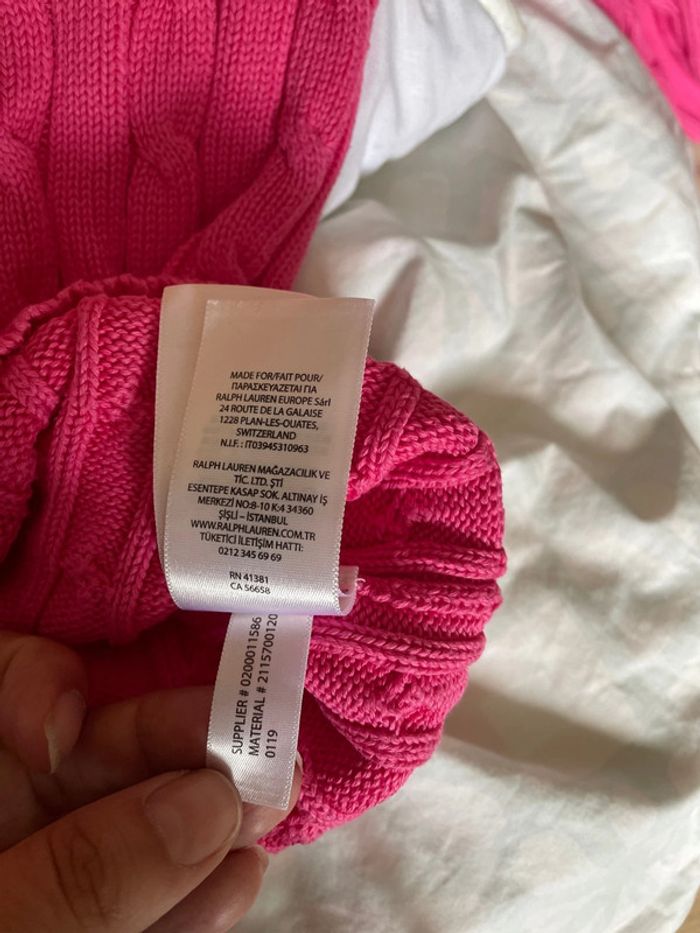 MADE FOR/FAIT POUR/
ΠΑΡΑΣΚΕΥΑΖΕΤΑΙ ΓΙΑ
RALPH LAUREN EUROPE Sárl
24 ROUTE DE LA GALAISE
1228 PLAN-LES-OUATES,
SWITZERLAND
N.I.F. : IT03945310963
RALPH LAUREN MAĞAZACILIK VE
TİC. LTD. ŞTİ
ESENTEPE KASAP SOK. ALTINAY İŞ
MERKEZİ NO:8-10 K:4 34360
ŞİŞLİ – İSTANBUL
WWW.RALPHLAUREN.COM.TR
TÜKETİCİ İLETİŞİM HATTI:
0212 345 69 69
RN 41381
CA 56658
SUPPLIER # 0200011586
MATERIAL # 2115700120
0119